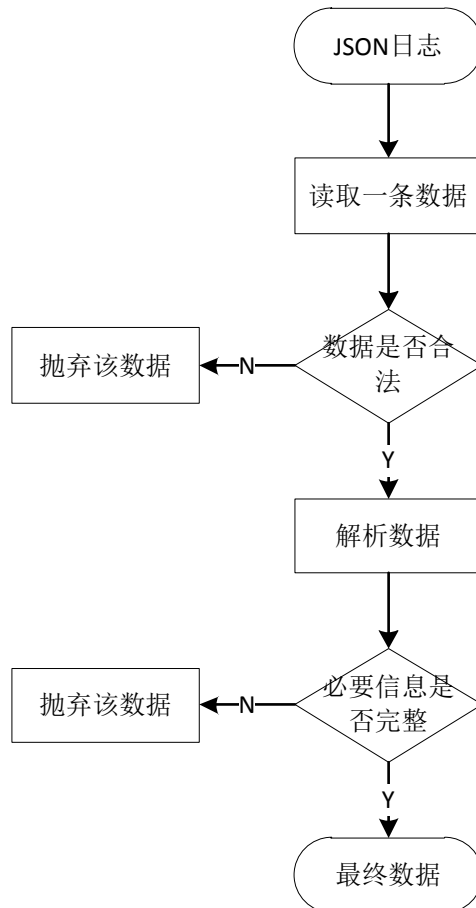 JSON日志
读取一条数据
数据是否合
法
抛弃该数据
N
Y
解析数据
必要信息是
否完整
抛弃该数据
N
Y
最终数据